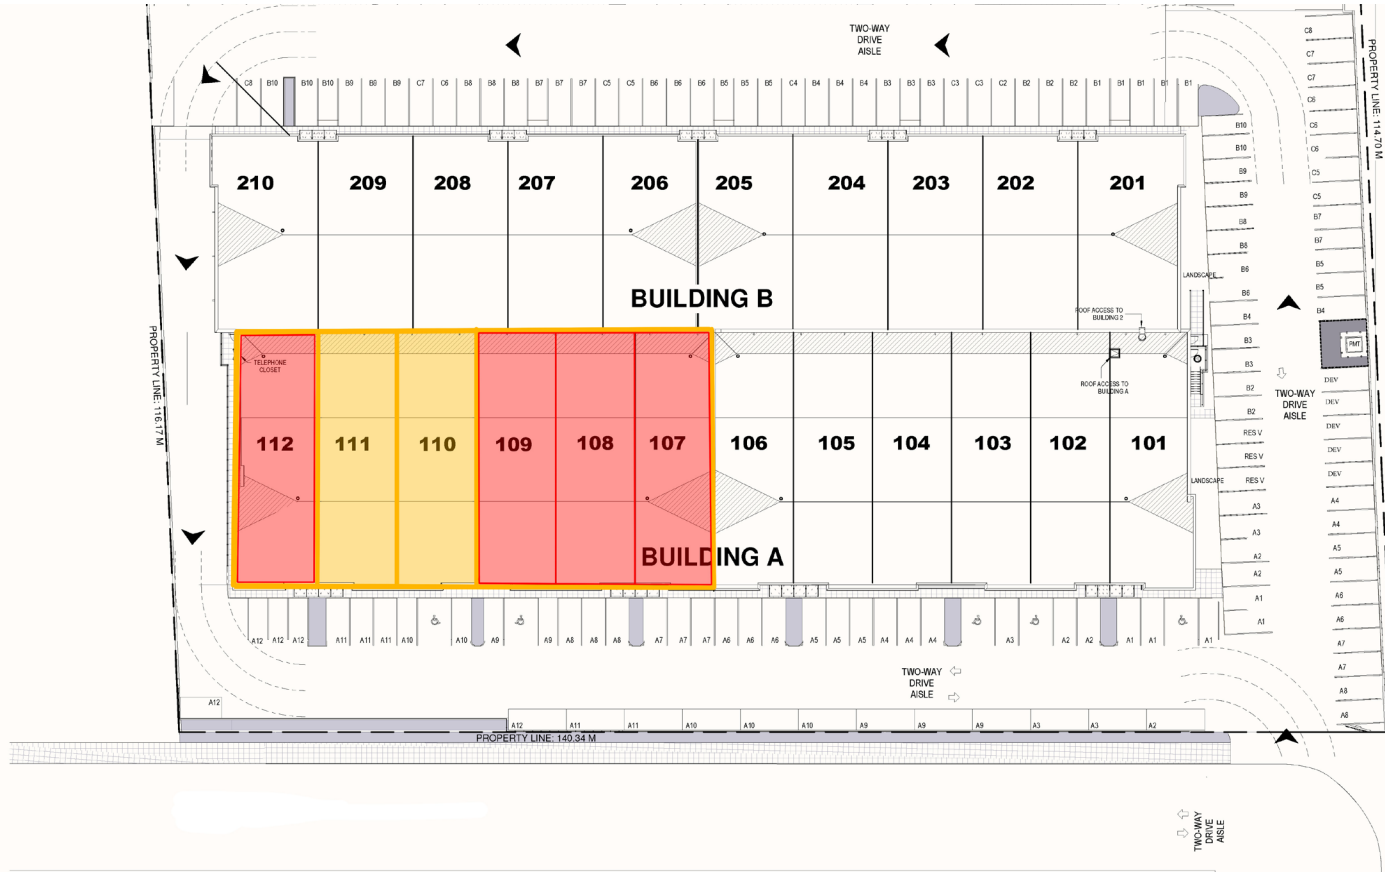 TWO-WAY
DRIVE
AISLE
C8 B10 B10 B10 B9 B9 B9 C7 C6 B8 B8 B8 B7 B7 C5 C5 B6 B6 B6 B5 B5 B5 C4 B4 B4 B4 B3 B3 B3 C3 C3 B2 C2 B2 B2 B1 B1 B1 B1
210 209 208 207 206 205 204 203 202 201
BUILDING B
ROOF ACCESS TO
BUILDING 2
LANDSCAPE
TELEPHONE
CLOSET
ROOF ACCESS TO
BUILDING A
112 111 110 109 108 107 106 105 104 103 102 101
BUILDING A
LANDSCAPE
A12 A12 A12 A11 A11 A11 A10 A10 A9 A9 A8 A8 A8 A7 A7 A7 A6 A6 A6 A5 A5 A5 A4 A4 A4 A3 A2 A2 A1 A1 A1
TWO-WAY
DRIVE
AISLE
A12
A12 A11 A11 A10 A10 A10 A9 A9 A9 A3 A3 A2
PROPERTY LINE: 140.34 M
PROPERTY LINE: 116.17 M
PROPERTY LINE: 114.70 M
B10
B10
B9
B9
B8
B8
B6
B6
B4
B3
B3
B2
B2
RES V
RES V
RES V
A3
A3
A2
A2
A1
A1
C8
C7
C7
C6
C6
C6
C5
C5
B7
B7
B5
B5
B4
PMT
TWO-WAY
DRIVE
AISLE
DEV
DEV
DEV
DEV
DEV
A4
A4
A5
A5
A6
A6
A7
A7
A8
A8
TWO-WAY
DRIVE
AISLE